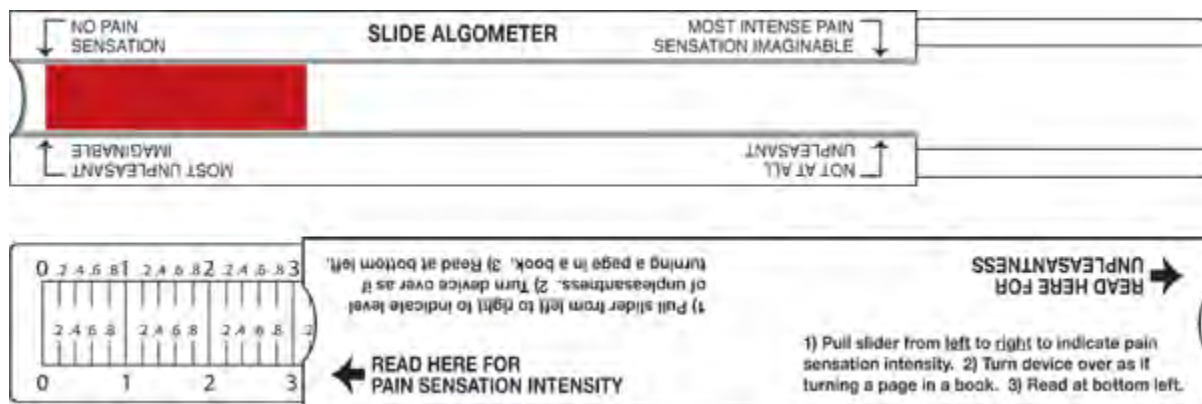 NO PAIN
SENSATION
SLIDE ALGOMETER
MOST INTENSE PAIN
SENSATION IMAGINABLE
MOST UNPLEASANT
IMAGINABLE
NOT AT ALL
UNPLEASANT
0 .2 .4 .6 .8 1 .2 .4 .6 .8 2 .2 .4 .6 .8 3
.2 .4 .6 .8 .2 .4 .6 .8 .2 .4 .6 .8 .2
0 1 2 3
1) Pull slider from left to right to indicate level
of unpleasantness. 2) Turn device over as if
turning a page in a book. 3) Read at bottom left.
READ HERE FOR
UNPLEASANTNESS
READ HERE FOR
PAIN SENSATION INTENSITY
1) Pull slider from left to right to indicate pain
sensation intensity. 2) Turn device over as if
turning a page in a book. 3) Read at bottom left.